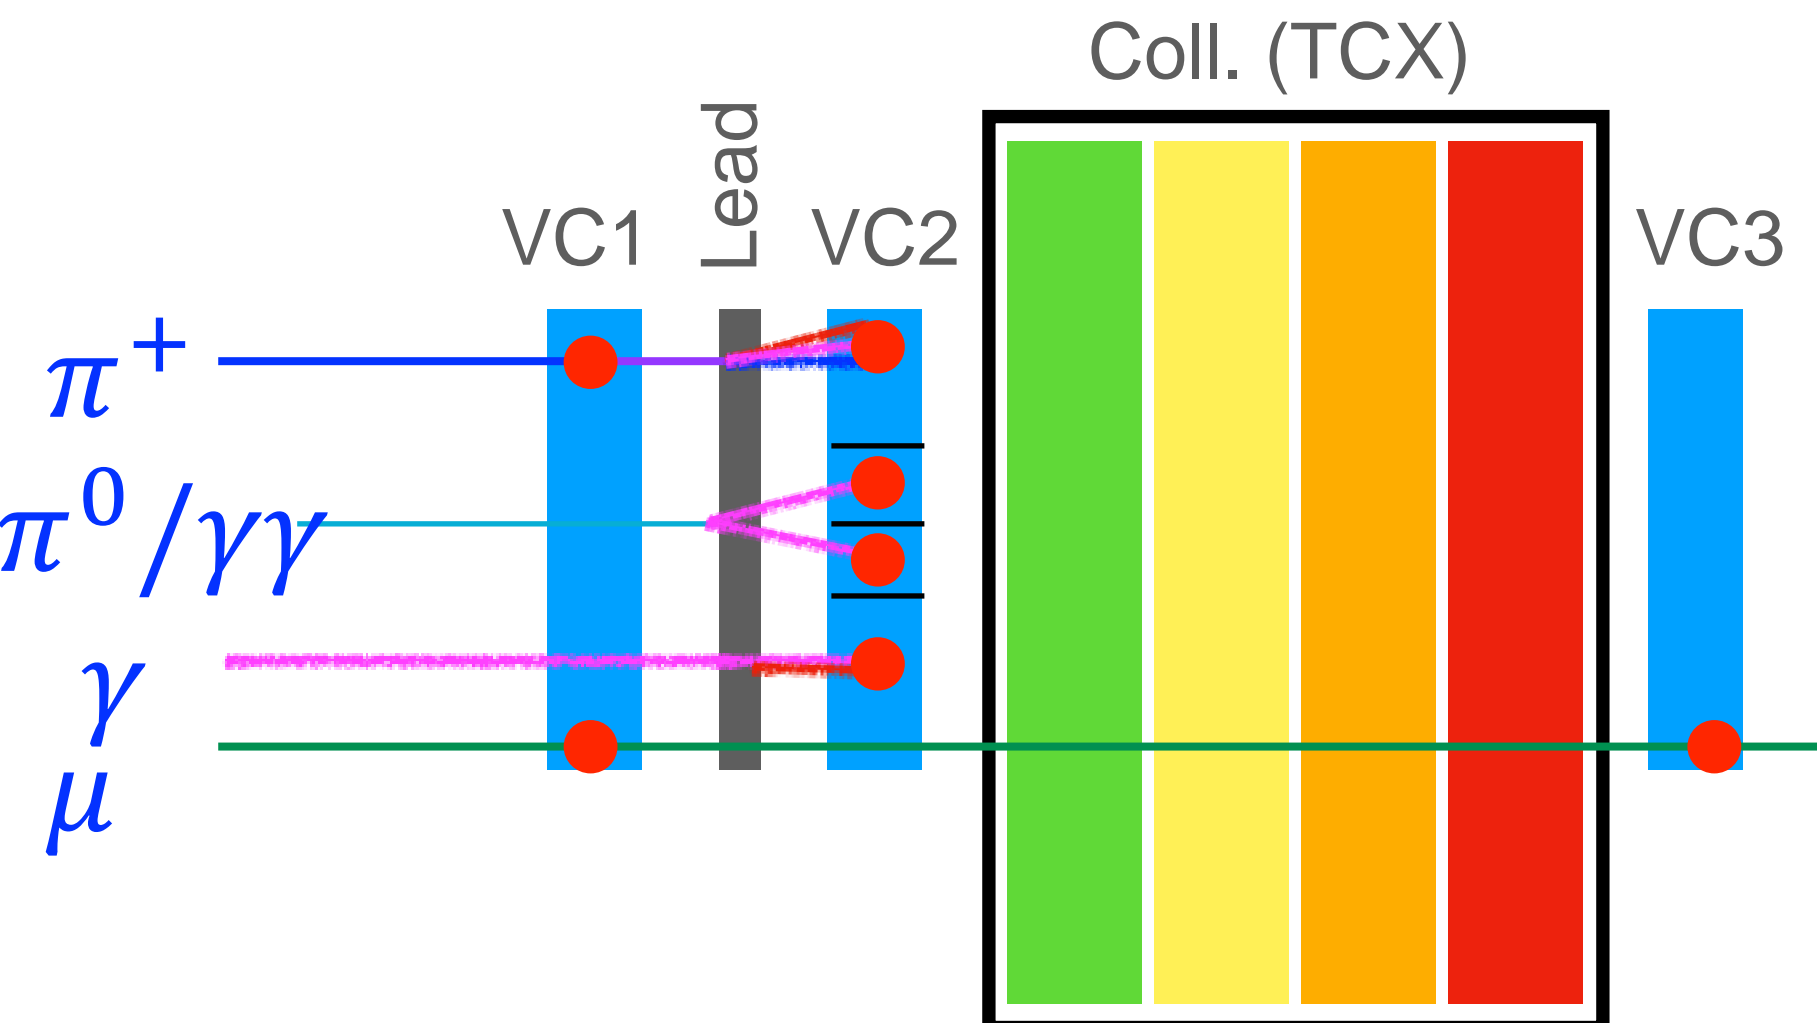 Coll. (TCX)
Lead
VC1
VC2
VC3
π⁺
π⁰/γγ
γ
μ